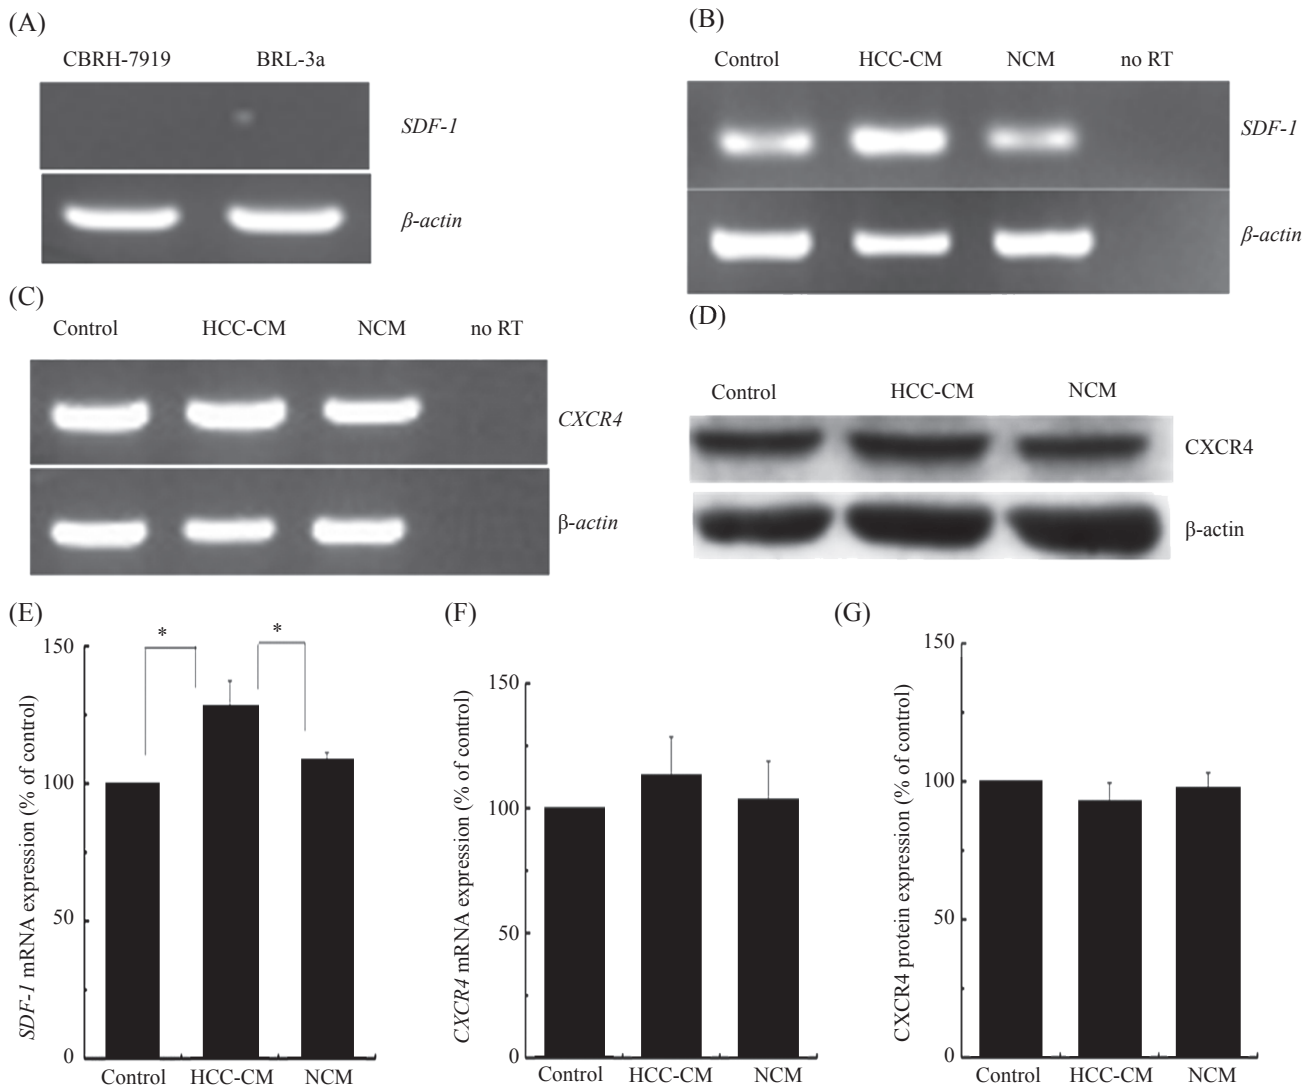 (A)
CBRH-7919 BRL-3a
SDF-1
β-actin
(B)
Control HCC-CM NCM no RT
SDF-1
β-actin
(C)
Control HCC-CM NCM no RT
CXCR4
β-actin
(D)
Control HCC-CM NCM
CXCR4
β-actin
(E)
SDF-1 mRNA expression (% of control)
150
100
50
0
* *
Control HCC-CM NCM
(F)
CXCR4 mRNA expression (% of control)
150
100
50
0
Control HCC-CM NCM
(G)
CXCR4 protein expression (% of control)
150
100
50
0
Control HCC-CM NCM